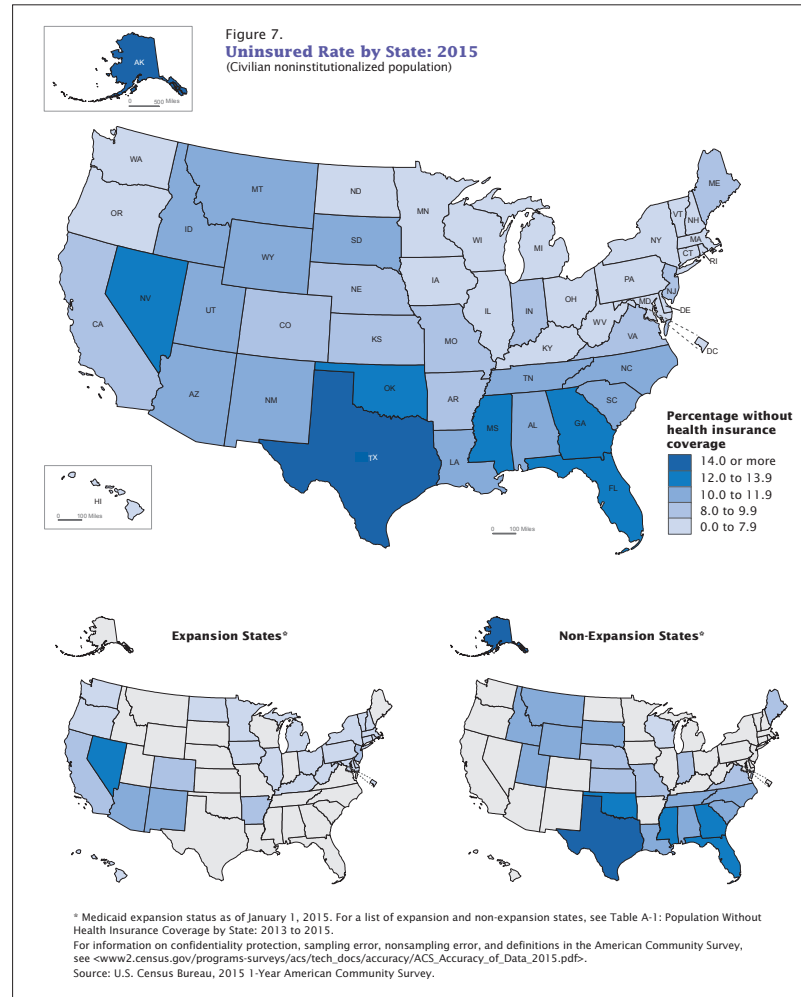 Figure 7.
Uninsured Rate by State: 2015
(Civilian noninstitutionalized population)
AK
0 500 Miles
WA
OR
CA
NV
ID
MT
WY
UT
AZ
NM
CO
ND
SD
NE
KS
OK
TX
MN
IA
MO
AR
LA
WI
IL
MI
IN
OH
KY
TN
MS
AL
GA
FL
SC
NC
VA
WV
PA
NY
VT
NH
ME
MA
CT
RI
NJ
DE
MD
DC
HI
0 100 Miles
0 100 Miles
Percentage without
health insurance
coverage
14.0 or more
12.0 to 13.9
10.0 to 11.9
8.0 to 9.9
0.0 to 7.9
Expansion States*
Non-Expansion States*
* Medicaid expansion status as of January 1, 2015. For a list of expansion and non-expansion states, see Table A-1: Population Without
Health Insurance Coverage by State: 2013 to 2015.
For information on confidentiality protection, sampling error, nonsampling error, and definitions in the American Community Survey,
see <www2.census.gov/programs-surveys/acs/tech_docs/accuracy/ACS_Accuracy_of_Data_2015.pdf>.
Source: U.S. Census Bureau, 2015 1-Year American Community Survey.